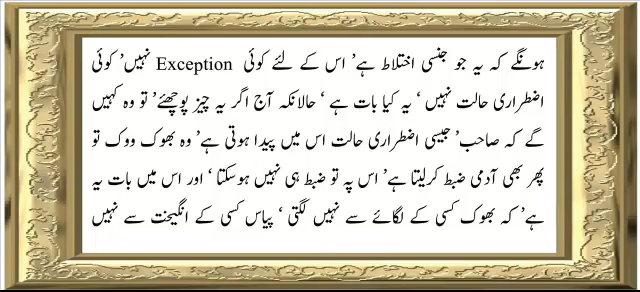 ہونگے کہ یہ جو جنسی اختلاط ہے’ اس کے لئے کوئی Exception نہیں’ کوئی
اضطراری حالت نہیں ‘ یہ کیا بات ہے ‘ حالانکہ آج اگر یہ چیز پوچھئے’ تو وہ کہیں
گے کہ صاحب’ جیسی اضطراری حالت اس میں پیدا ہوتی ہے’ وہ بھوک ووک تو
پھر بھی آدمی ضبط کرلیتا ہے’ اس پہ تو ضبط ہی نہیں ہوسکتا ‘ اور اس میں بات یہ
ہے’ کہ بھوک کسی کے لگائے سے نہیں لگتی ‘ پیاس کسی کے انگیخت سے نہیں